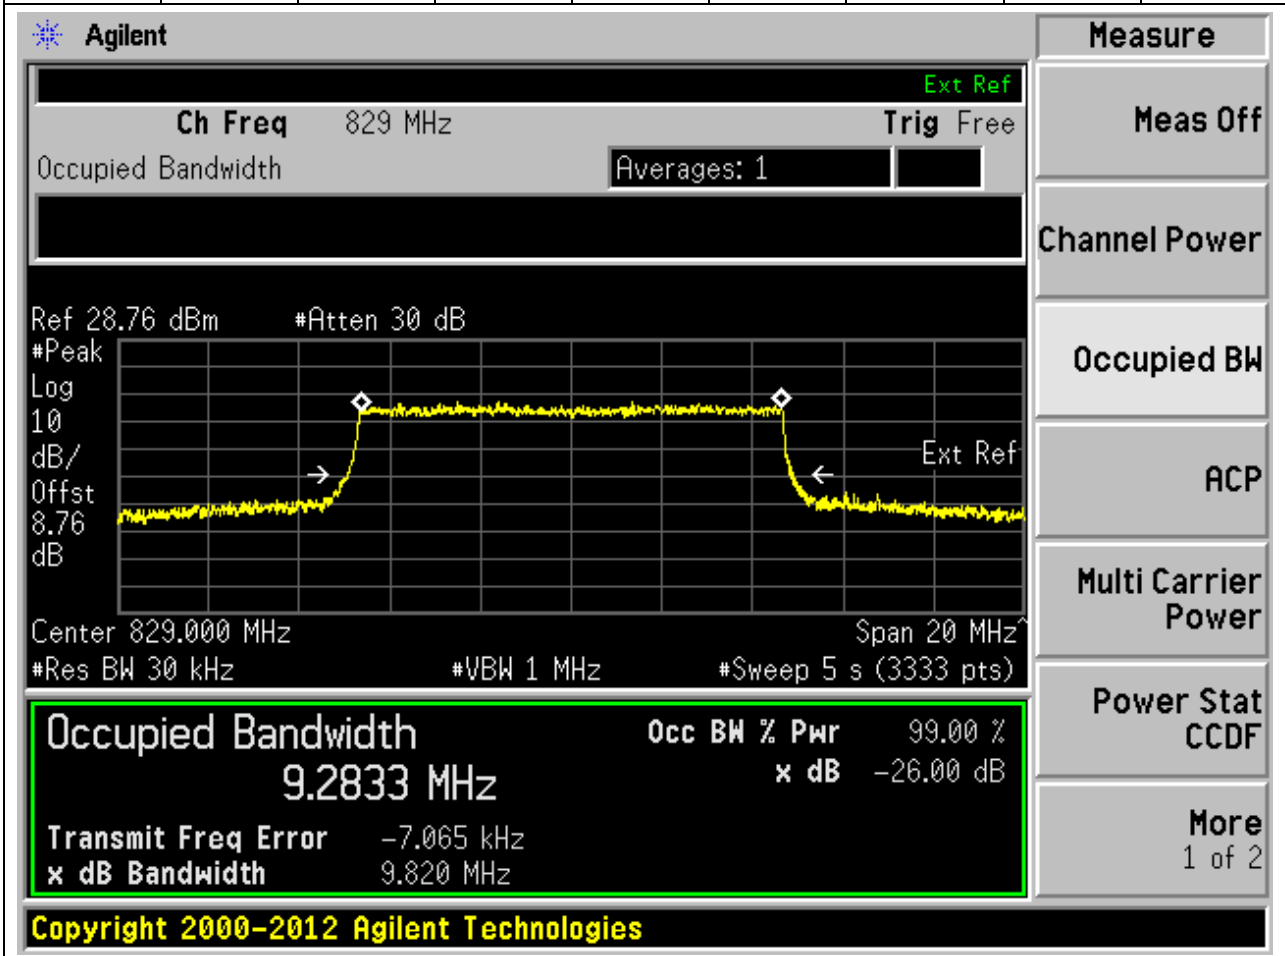 Agilent
Measure
Ext Ref
Ch Freq 829 MHz Trig Free
Meas Off
Occupied Bandwidth Averages: 1
Channel Power
Ref 28.76 dBm #Atten 30 dB
#Peak
Log
10
dB/
Offst
8.76
dB
Ext Ref
Occupied BW
ACP
Multi Carrier
Power
Center 829.000 MHz Span 20 MHz^
#Res BW 30 kHz #VBW 1 MHz #Sweep 5 s (3333 pts)
Power Stat
CCDF
Occupied Bandwidth Occ BW % Pwr 99.00 %
9.2833 MHz x dB -26.00 dB
Transmit Freq Error -7.065 kHz
x dB Bandwidth 9.820 MHz
More
1 of 2
Copyright 2000-2012 Agilent Technologies